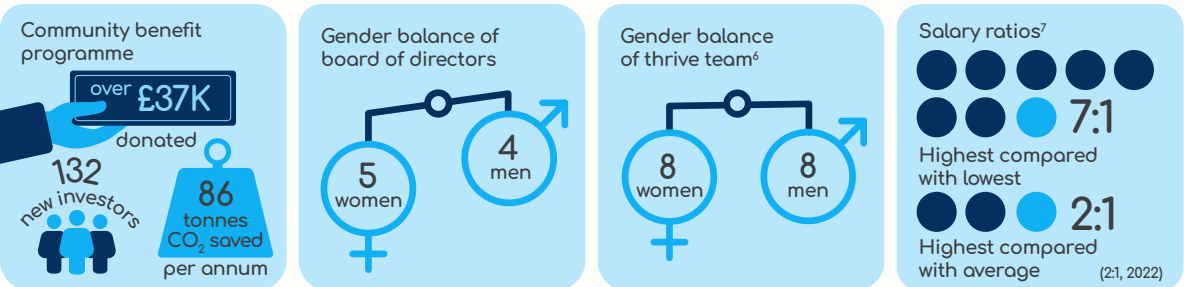 Community benefit
programme
over £37K
donated
132
new investors
86
tonnes
CO₂ saved
per annum
Gender balance of
board of directors
5
women
4
men
Gender balance
of thrive team⁶
8
women
8
men
Salary ratios⁷
7:1
Highest compared
with lowest
2:1
Highest compared
with average
(2:1, 2022)